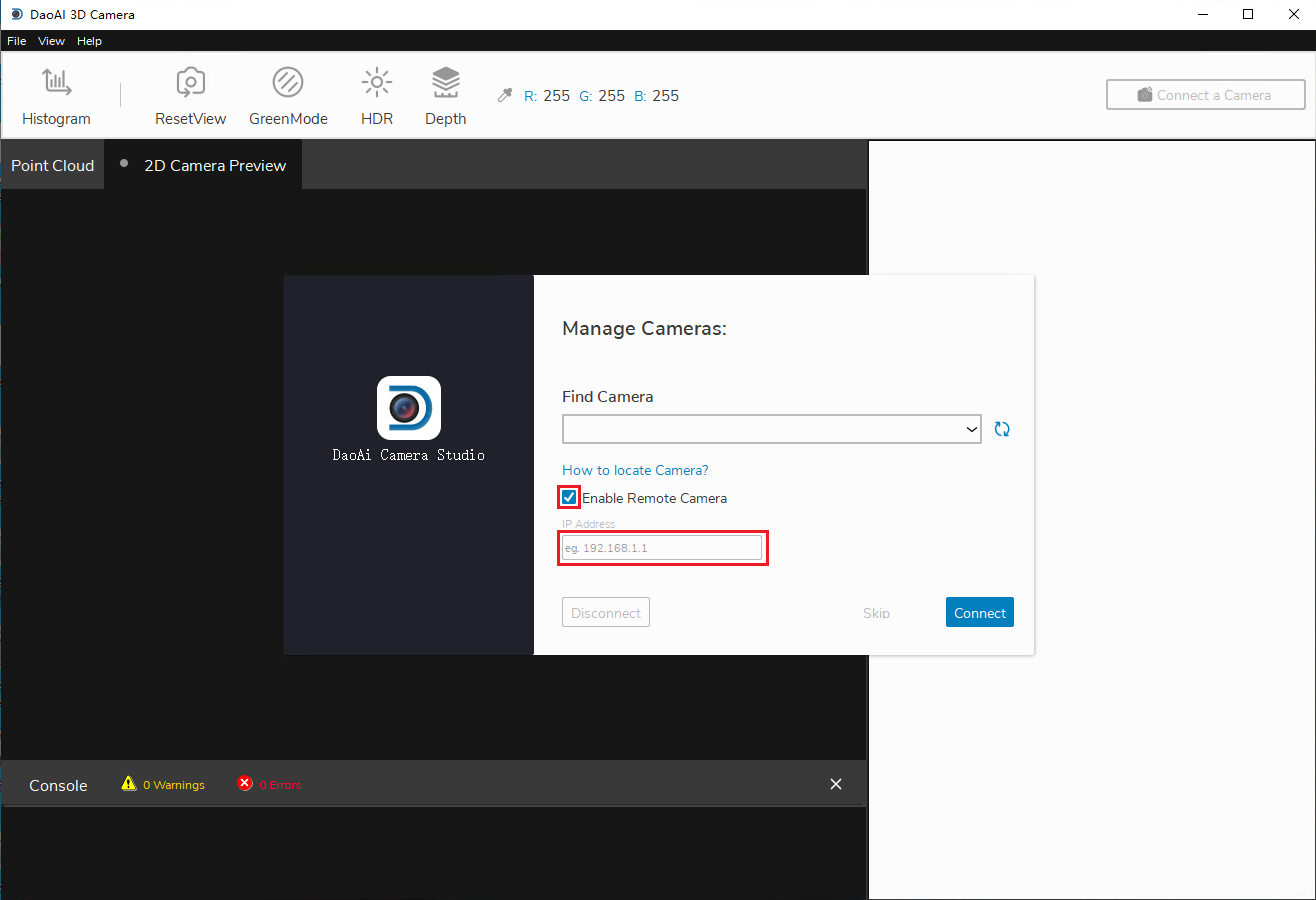 DaoAI 3D Camera
File View Help
Histogram ResetView GreenMode HDR Depth R: 255 G: 255 B: 255 Connect a Camera
Point Cloud 2D Camera Preview
Manage Cameras:
Find Camera
DaoAi Camera Studio
How to locate Camera?
Enable Remote Camera
IP Address
eg. 192.168.1.1
Disconnect Skip Connect
Console 0 Warnings 0 Errors